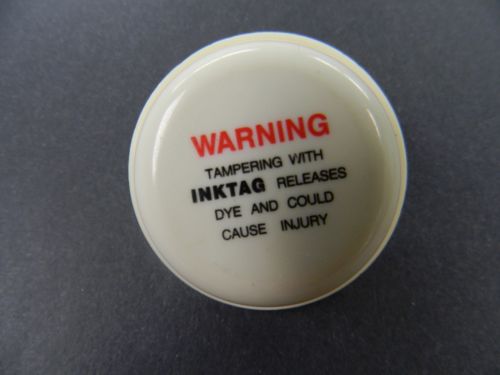 WARNING
TAMPERING WITH
INKTAG RELEASES
DYE AND COULD
CAUSE INJURY